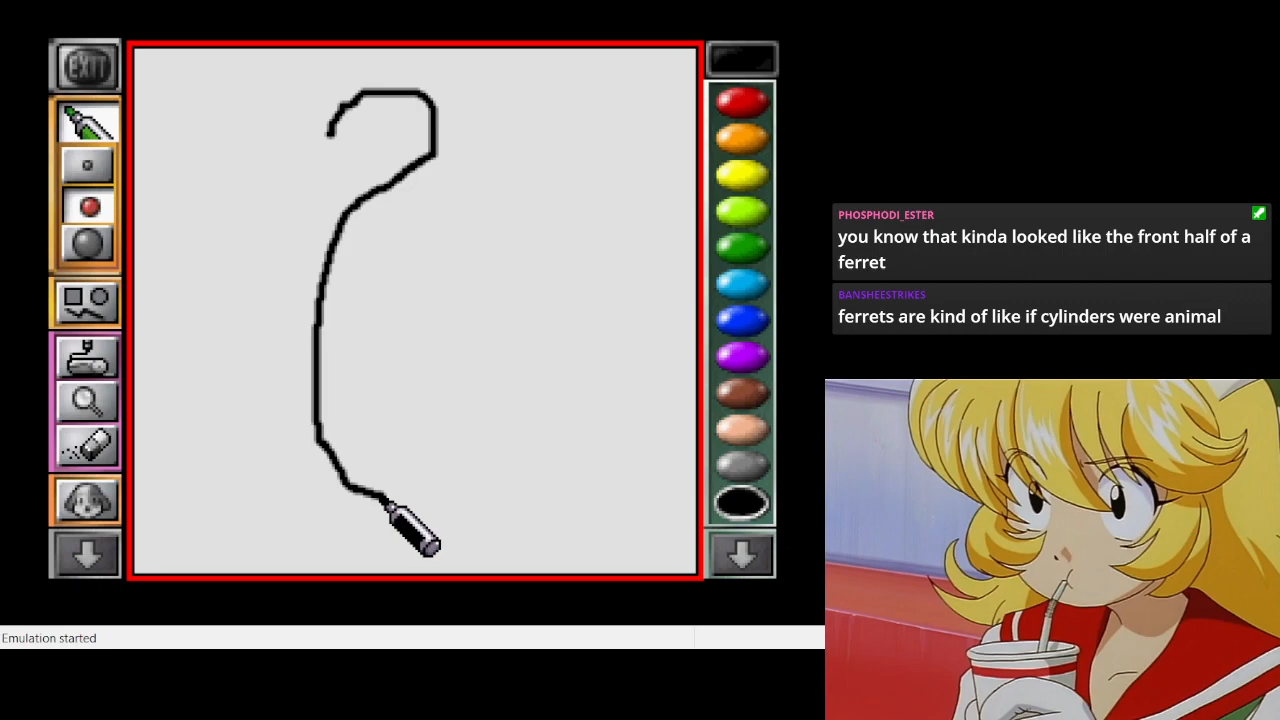 EXIT
PHOSPHODI_ESTER
you know that kinda looked like the front half of a
ferret
BANSHEESTRIKES
ferrets are kind of like if cylinders were animal
Emulation started